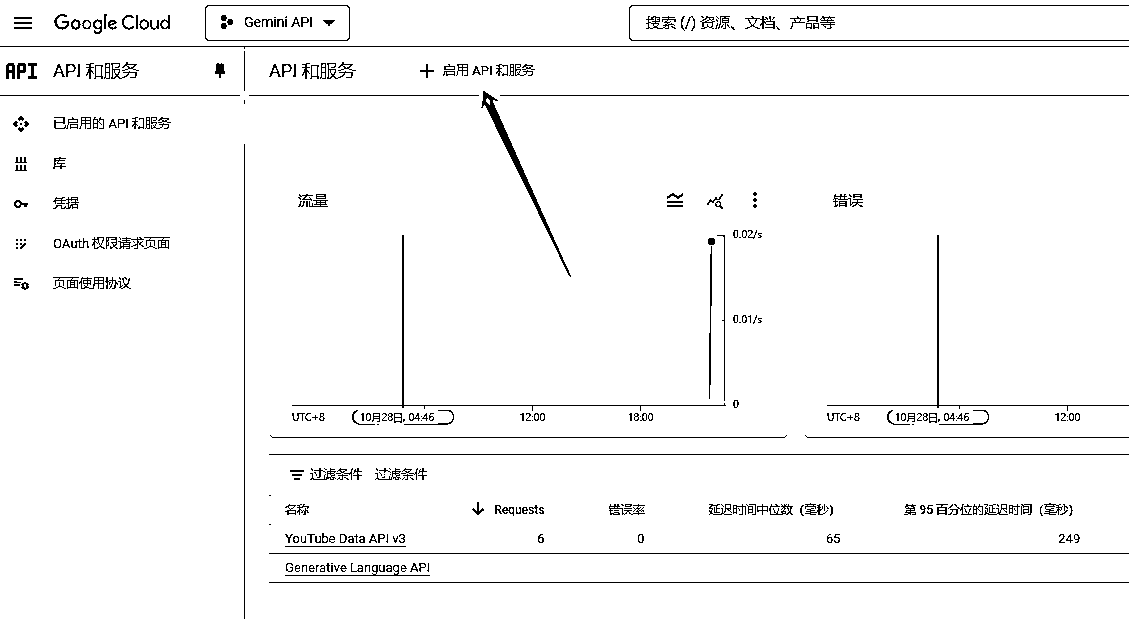 Google Cloud Gemini API 搜索 (/) 资源、文档、产品等
API API 和服务
API 和服务 + 启用 API 和服务
已启用的 API 和服务
库
凭据
OAuth 权限请求页面
页面使用协议
流量
0.02/s
0.01/s
0
UTC+8 10月28日, 04:46 12:00 18:00
错误
UTC+8 10月28日, 04:46 12:00
过滤条件 过滤条件
名称 Requests 错误率 延迟时间中位数（毫秒） 第 95 百分位的延迟时间（毫秒）
YouTube Data API v3 6 0 65 249
Generative Language API